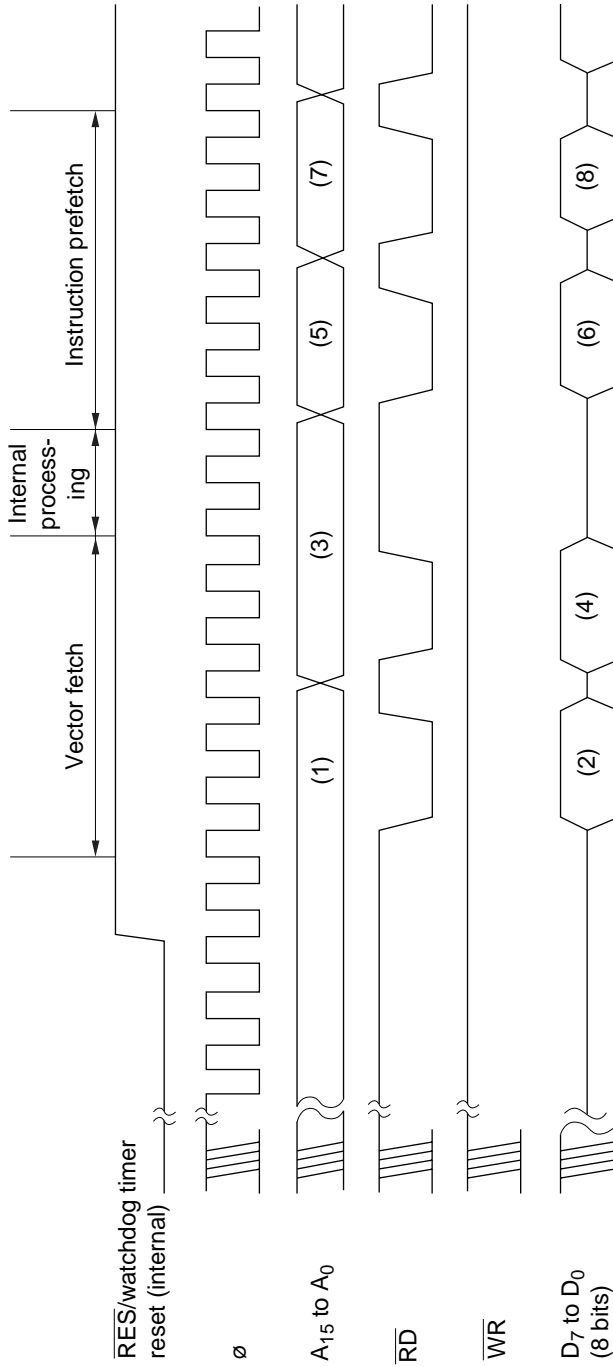 Vector fetch
Internal
process-
ing
Instruction prefetch
RES/watchdog timer
reset (internal)
ø
A15 to A0
(1)
(3)
(5)
(7)
RD
WR
D7 to D0
(8 bits)
(2)
(4)
(6)
(8)